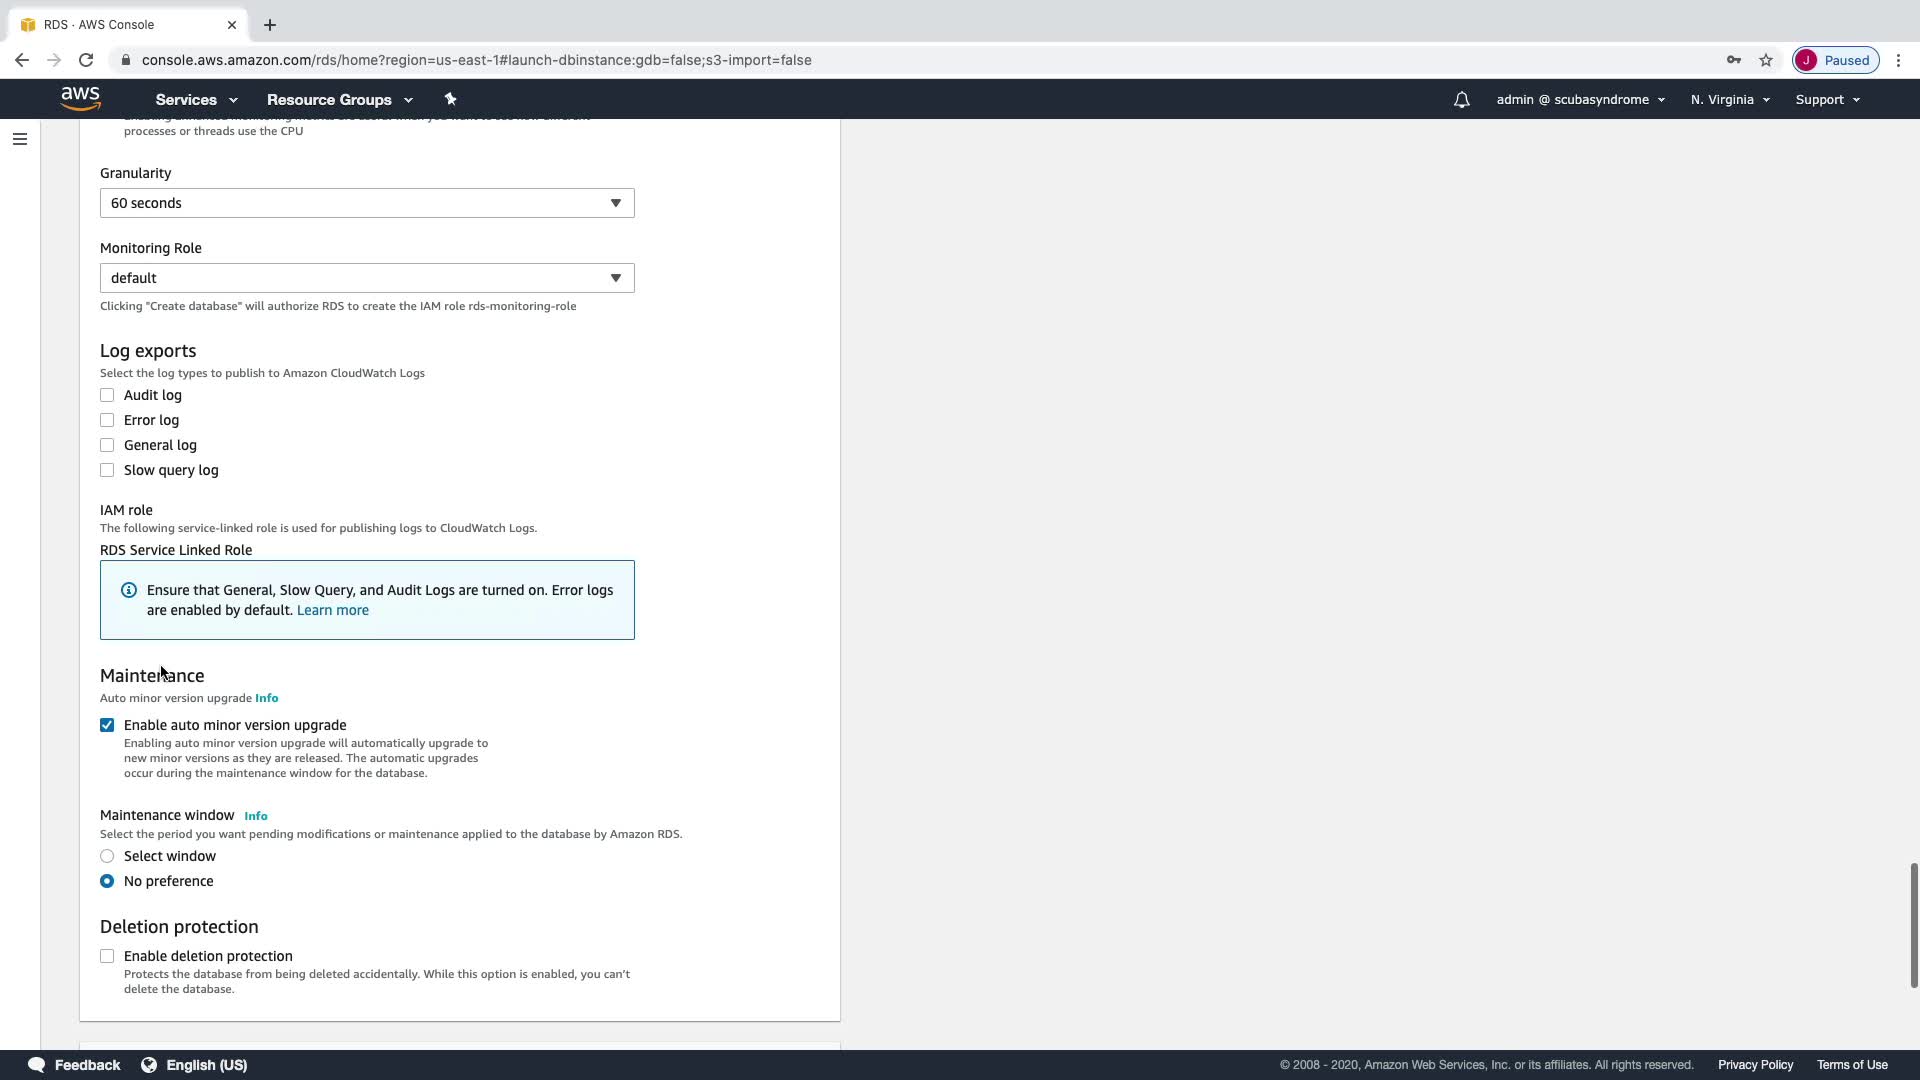 RDS · AWS Console
console.aws.amazon.com/rds/home?region=us-east-1#launch-dbinstance:gdb=false;s3-import=false
J Paused
aws Services Resource Groups admin @ scubasyndrome N. Virginia Support
processes or threads use the CPU
Granularity
60 seconds
Monitoring Role
default
Clicking "Create database" will authorize RDS to create the IAM role rds-monitoring-role
Log exports
Select the log types to publish to Amazon CloudWatch Logs
Audit log
Error log
General log
Slow query log
IAM role
The following service-linked role is used for publishing logs to CloudWatch Logs.
RDS Service Linked Role
Ensure that General, Slow Query, and Audit Logs are turned on. Error logs
are enabled by default. Learn more
Maintenance
Auto minor version upgrade Info
Enable auto minor version upgrade
Enabling auto minor version upgrade will automatically upgrade to
new minor versions as they are released. The automatic upgrades
occur during the maintenance window for the database.
Maintenance window Info
Select the period you want pending modifications or maintenance applied to the database by Amazon RDS.
Select window
No preference
Deletion protection
Enable deletion protection
Protects the database from being deleted accidentally. While this option is enabled, you can't
delete the database.
Feedback English (US) © 2008 - 2020, Amazon Web Services, Inc. or its affiliates. All rights reserved. Privacy Policy Terms of Use